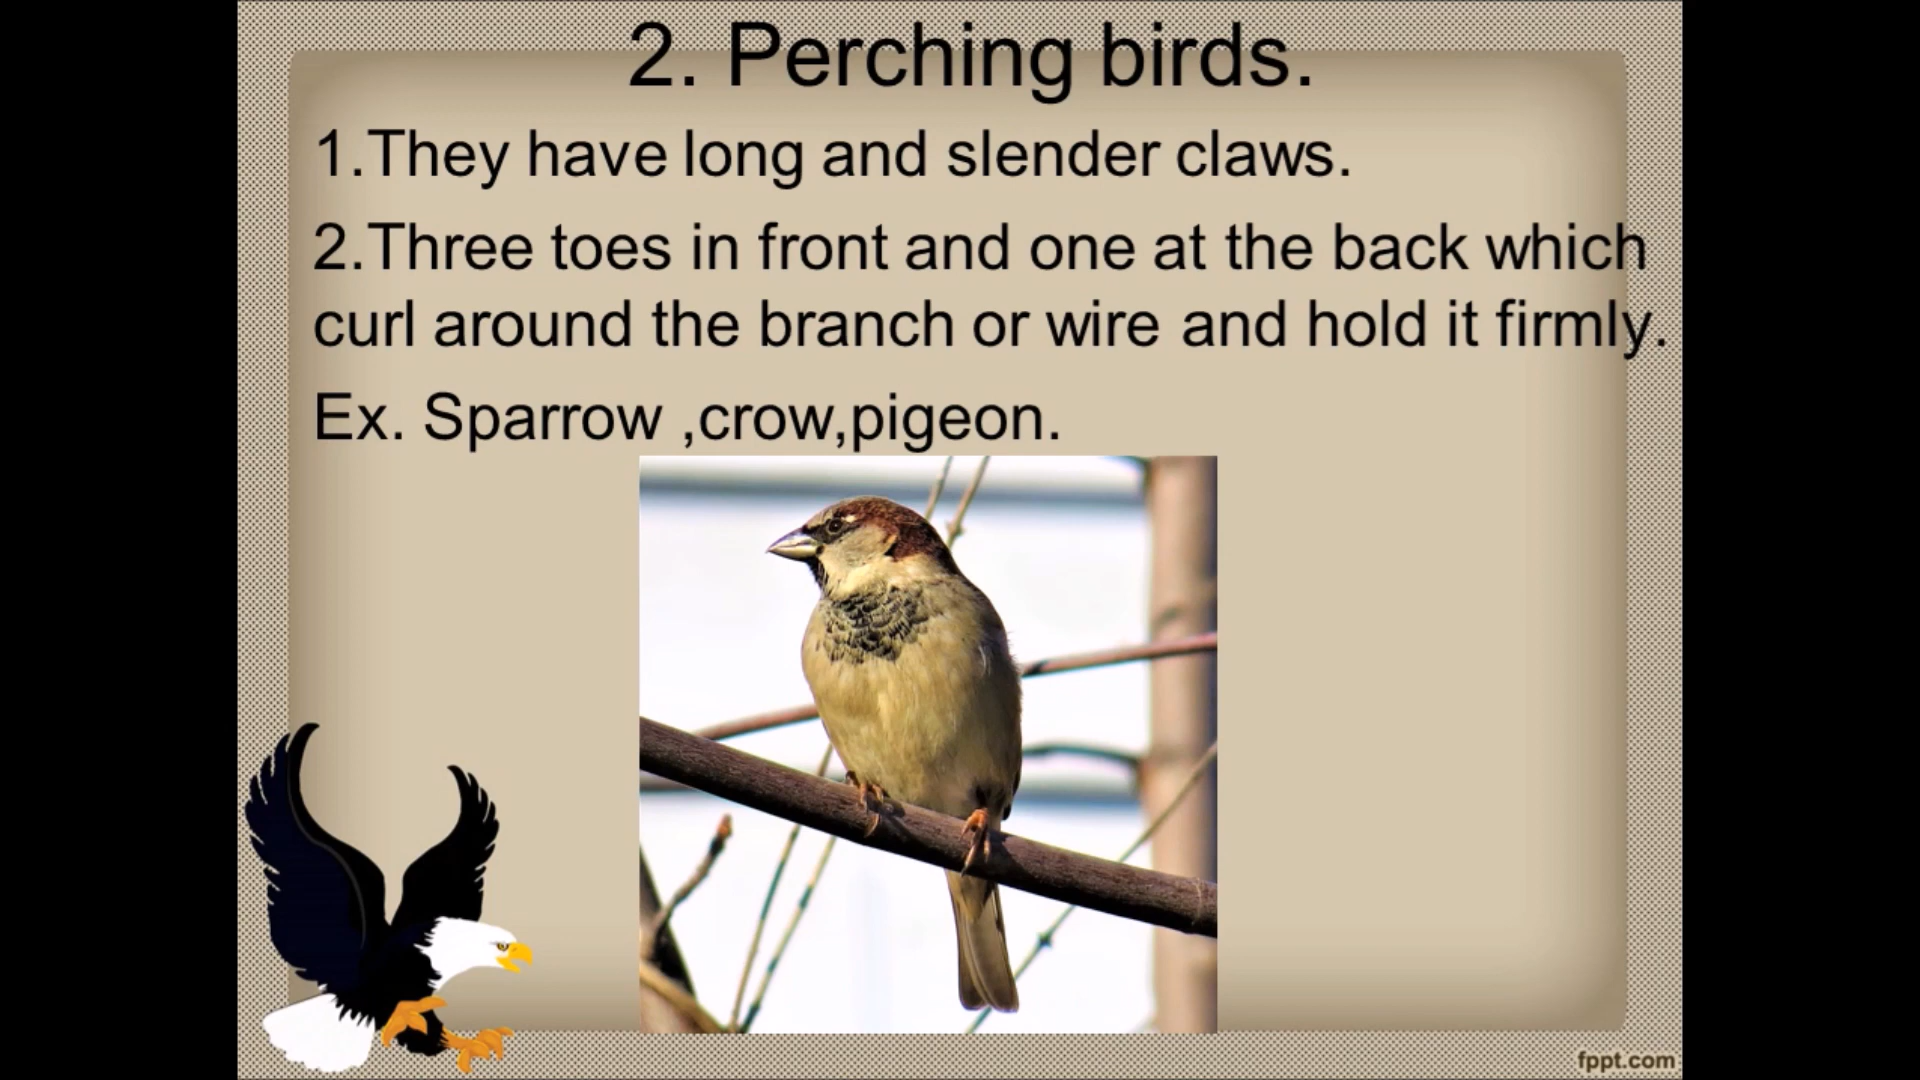 2. Perching birds.
1.They have long and slender claws.
2.Three toes in front and one at the back which
curl around the branch or wire and hold it firmly.
Ex. Sparrow ,crow,pigeon.
fppt.com